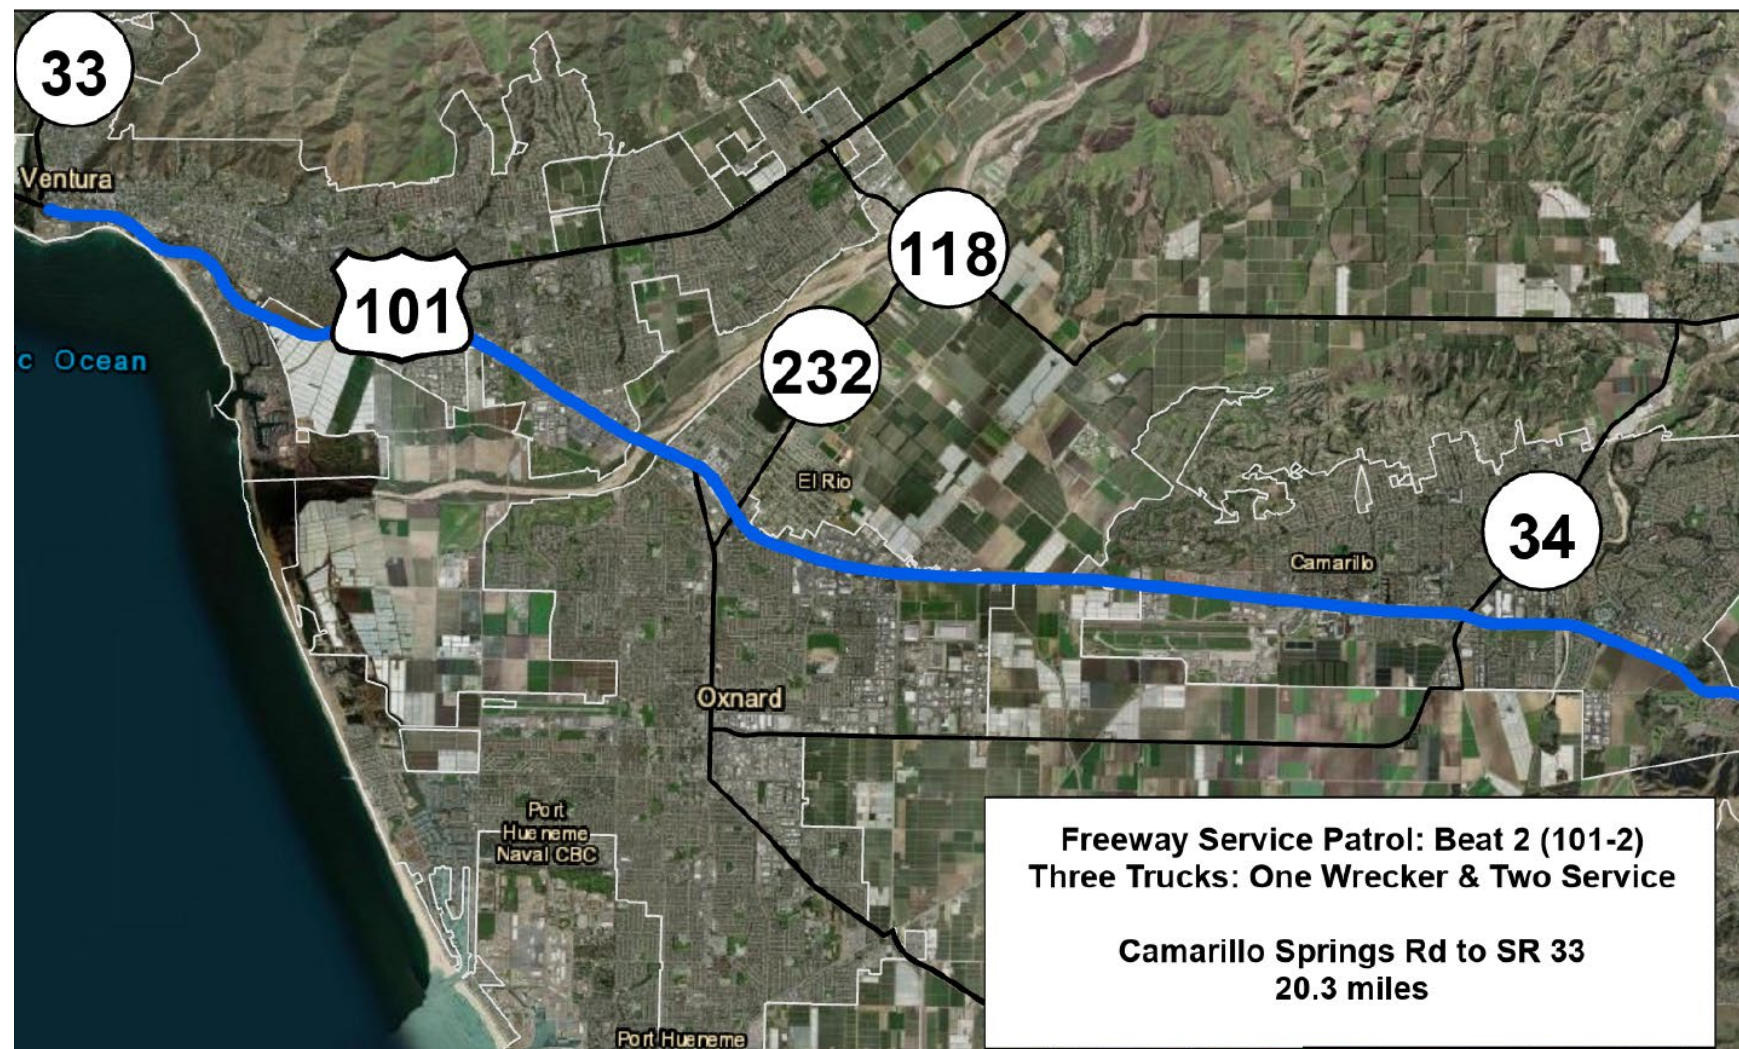 33
Ventura
118
101
c Ocean
232
El Rio
34
Camarillo
Oxnard
Port
Hueneme
Naval CBC
Freeway Service Patrol: Beat 2 (101-2)
Three Trucks: One Wrecker & Two Service
Camarillo Springs Rd to SR 33
20.3 miles
Port Hueneme